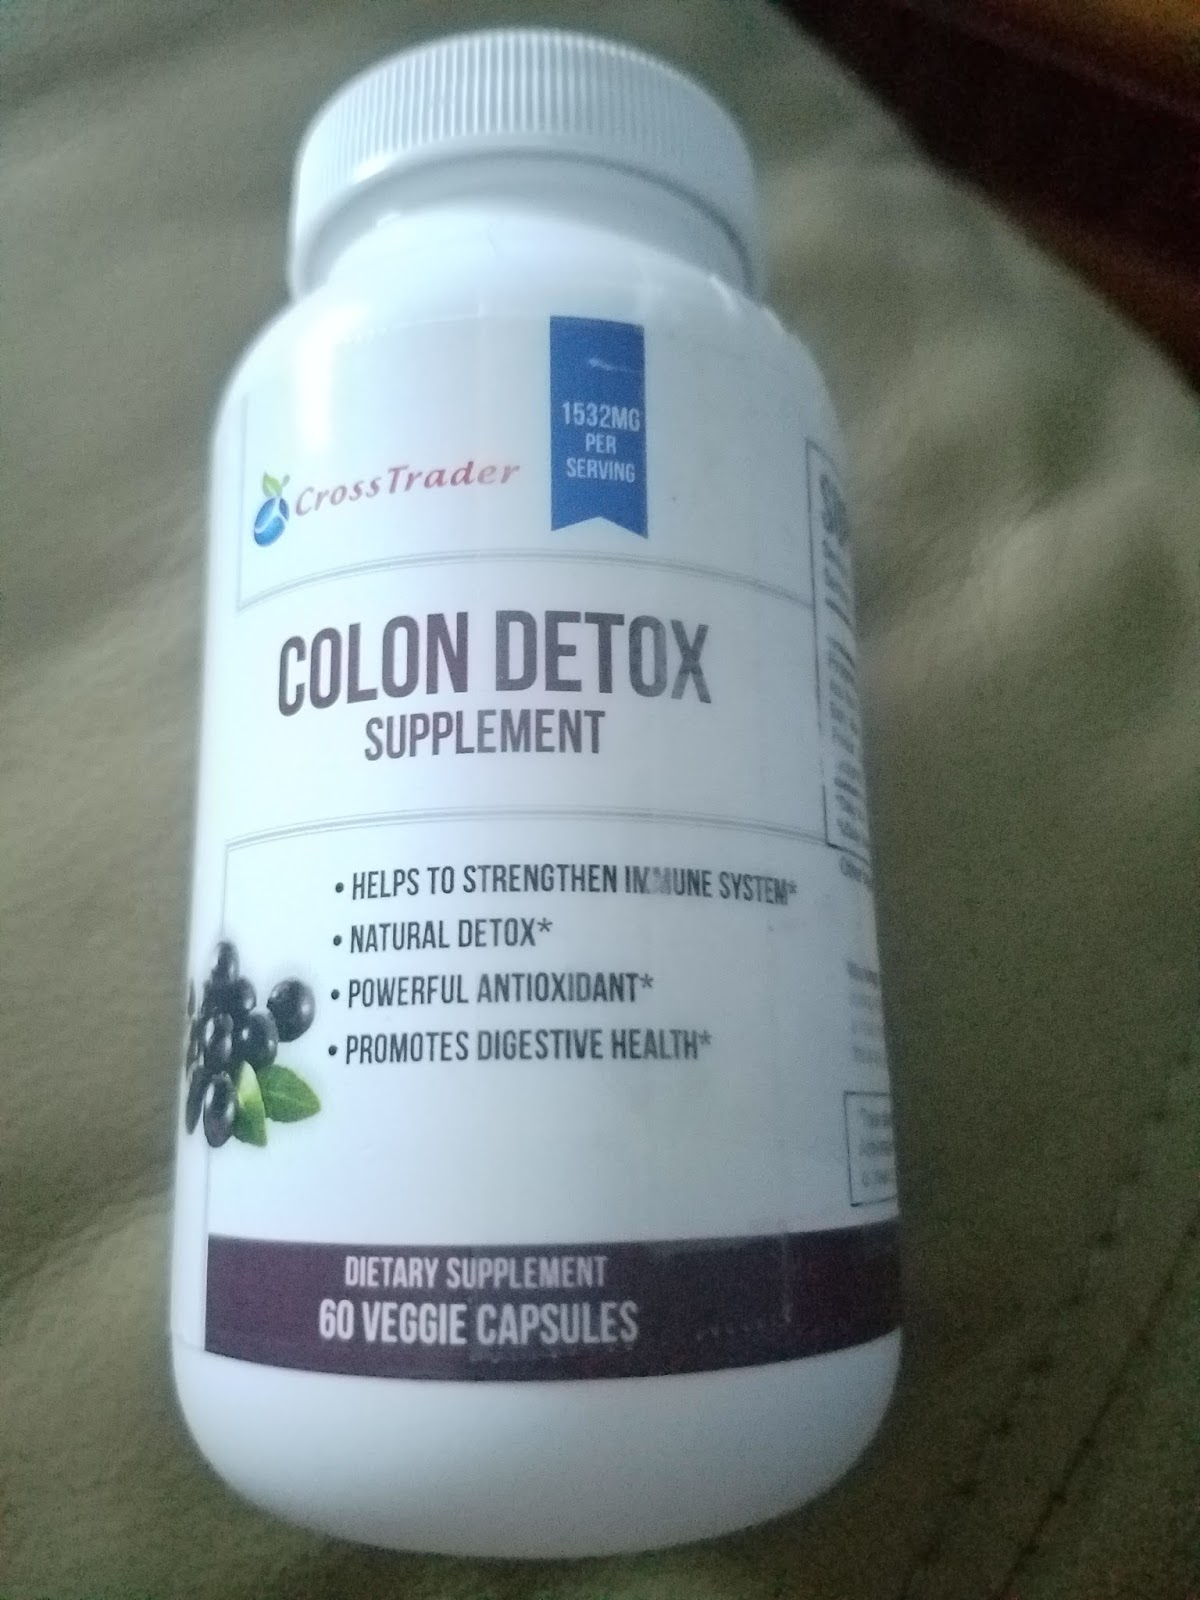 1532MG
PER
SERVING
CrossTrader
COLON DETOX
SUPPLEMENT
• HELPS TO STRENGTHEN IMMUNE SYSTEM*
• NATURAL DETOX*
• POWERFUL ANTIOXIDANT*
• PROMOTES DIGESTIVE HEALTH*
DIETARY SUPPLEMENT
60 VEGGIE CAPSULES